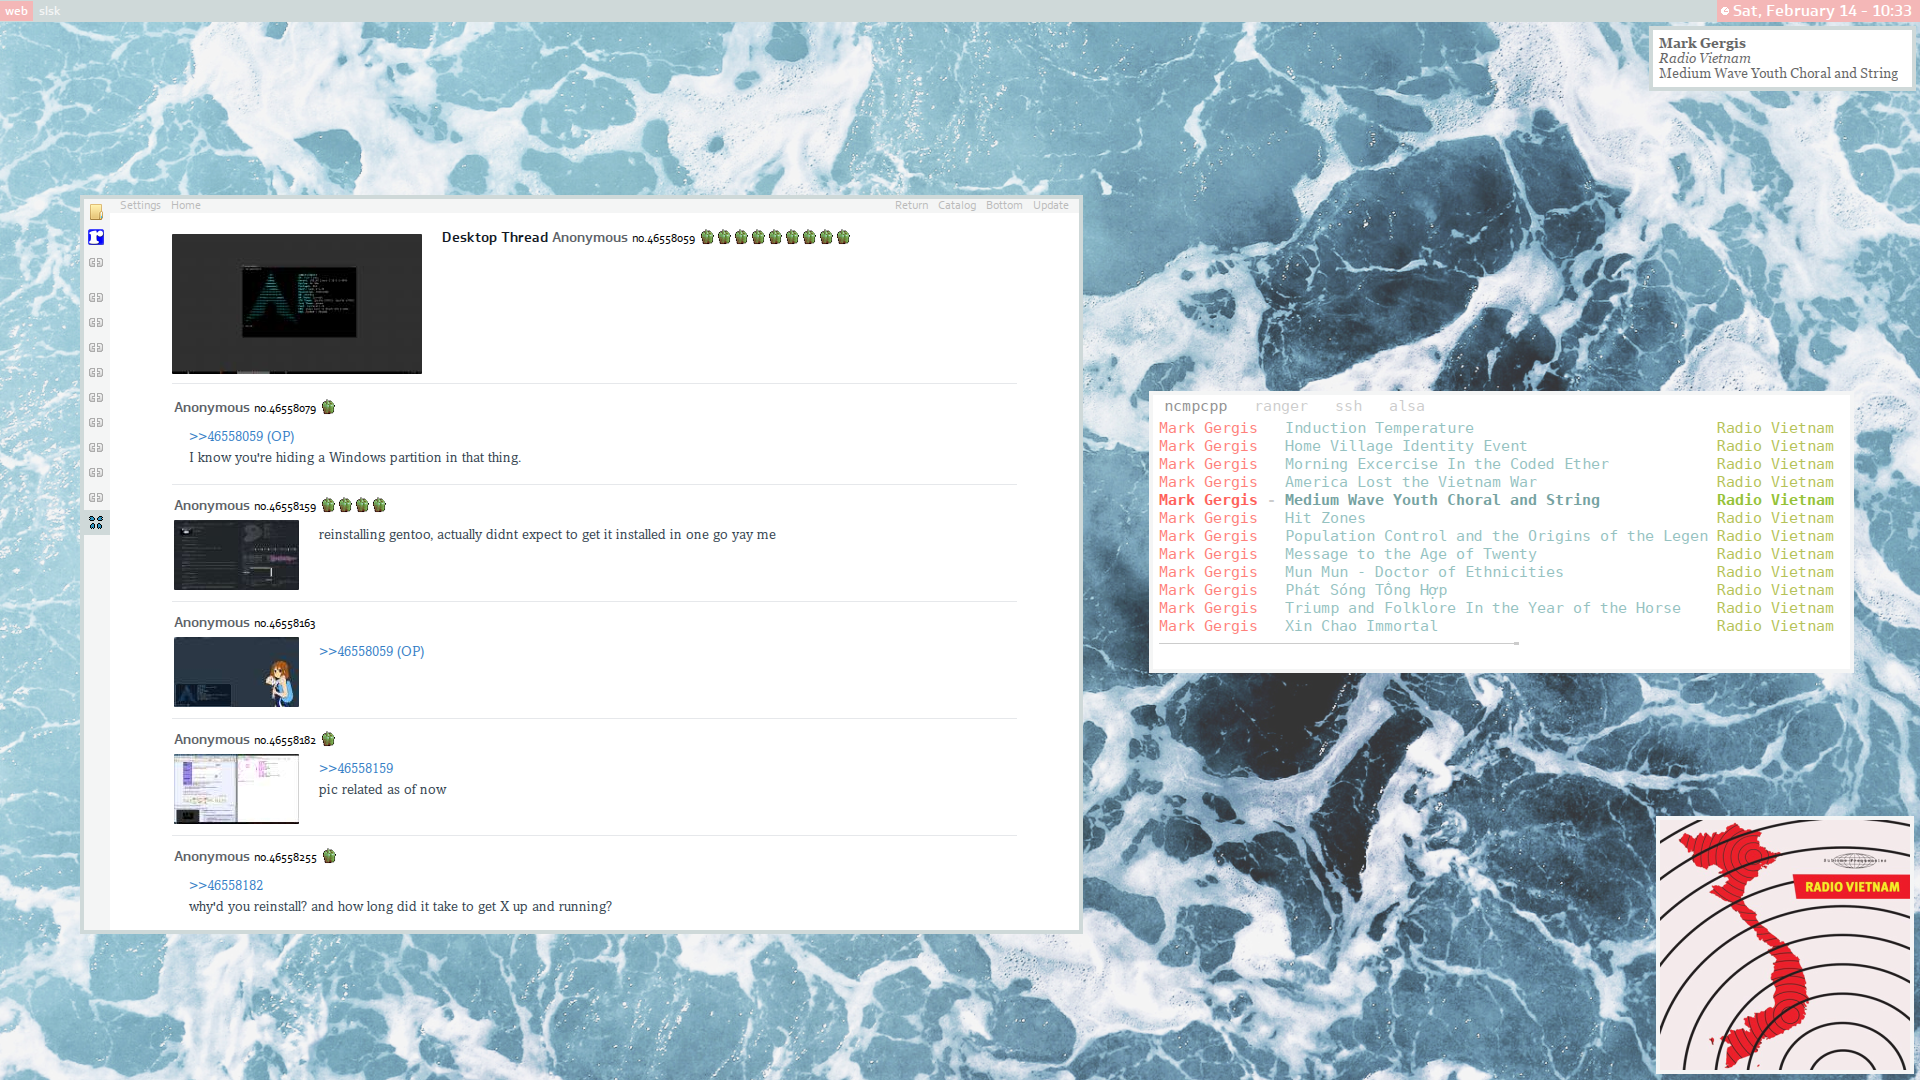 web slsk
Sat, February 14 - 10:33
Mark Gergis
Radio Vietnam
Medium Wave Youth Choral and String
Settings Home Return Catalog Bottom Update
Desktop Thread Anonymous no.46558059
Anonymous no.46558079
>>46558059 (OP)
I know you're hiding a Windows partition in that thing.
Anonymous no.46558159
reinstalling gentoo, actually didnt expect to get it installed in one go yay me
Anonymous no.46558163
>>46558059 (OP)
Anonymous no.46558182
>>46558159
pic related as of now
Anonymous no.46558255
>>46558182
why'd you reinstall? and how long did it take to get X up and running?
ncmpcpp ranger ssh alsa
Mark Gergis Induction Temperature Radio Vietnam
Mark Gergis Home Village Identity Event Radio Vietnam
Mark Gergis Morning Excercise In the Coded Ether Radio Vietnam
Mark Gergis America Lost the Vietnam War Radio Vietnam
Mark Gergis - Medium Wave Youth Choral and String Radio Vietnam
Mark Gergis Hit Zones Radio Vietnam
Mark Gergis Population Control and the Origins of the Legen Radio Vietnam
Mark Gergis Message to the Age of Twenty Radio Vietnam
Mark Gergis Mun Mun - Doctor of Ethnicities Radio Vietnam
Mark Gergis Phát Sóng Tông Hợp Radio Vietnam
Mark Gergis Triump and Folklore In the Year of the Horse Radio Vietnam
Mark Gergis Xin Chao Immortal Radio Vietnam
RADIO VIETNAM